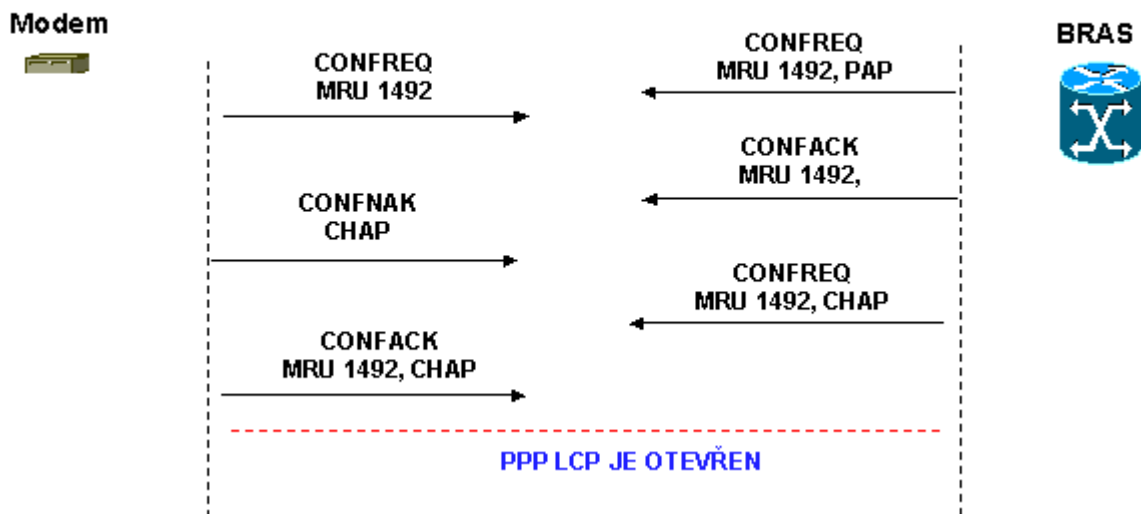 Modem
BRAS
CONFREQ
MRU 1492
CONFREQ
MRU 1492, PAP
CONFACK
MRU 1492,
CONFNAK
CHAP
CONFREQ
MRU 1492, CHAP
CONFACK
MRU 1492, CHAP
PPP LCP JE OTEVŘEN